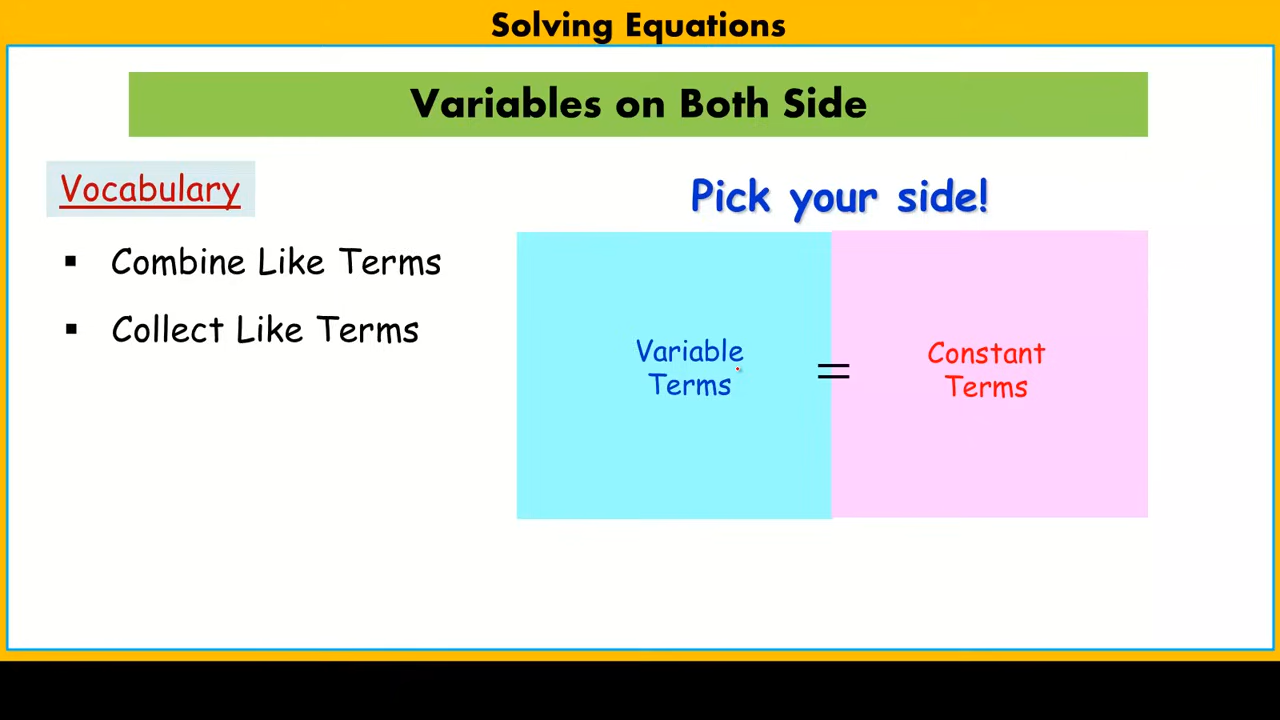 Solving Equations
Variables on Both Side
Vocabulary
▪ Combine Like Terms
▪ Collect Like Terms
Pick your side!
Variable
Terms
=
Constant
Terms